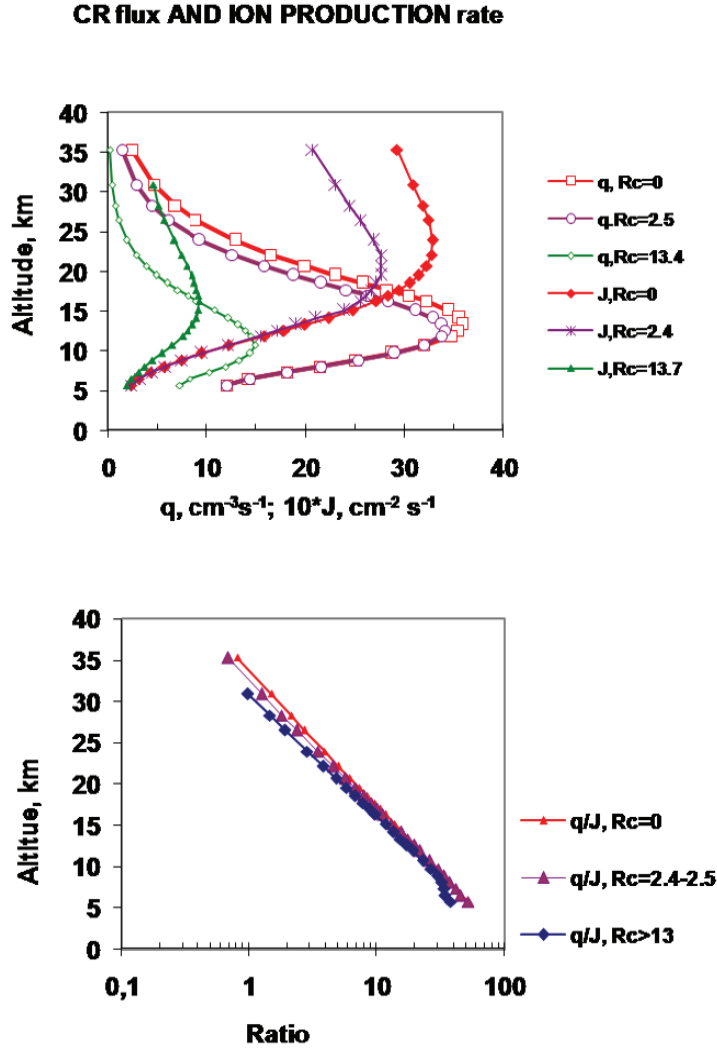 CR flux AND ION PRODUCTION rate
40
35
30
25
20
15
10
5
0
Altitude, km
0 10 20 30 40
q, cm-3s-1; 10*J, cm-2 s-1
q, Rc=0
q.Rc=2.5
q,Rc=13.4
J,Rc=0
J,Rc=2.4
J,Rc=13.7
40
35
30
25
20
15
10
5
0
Altitue, km
0,1 1 10 100
Ratio
q/J, Rc=0
q/J, Rc=2.4-2.5
q/J, Rc>13